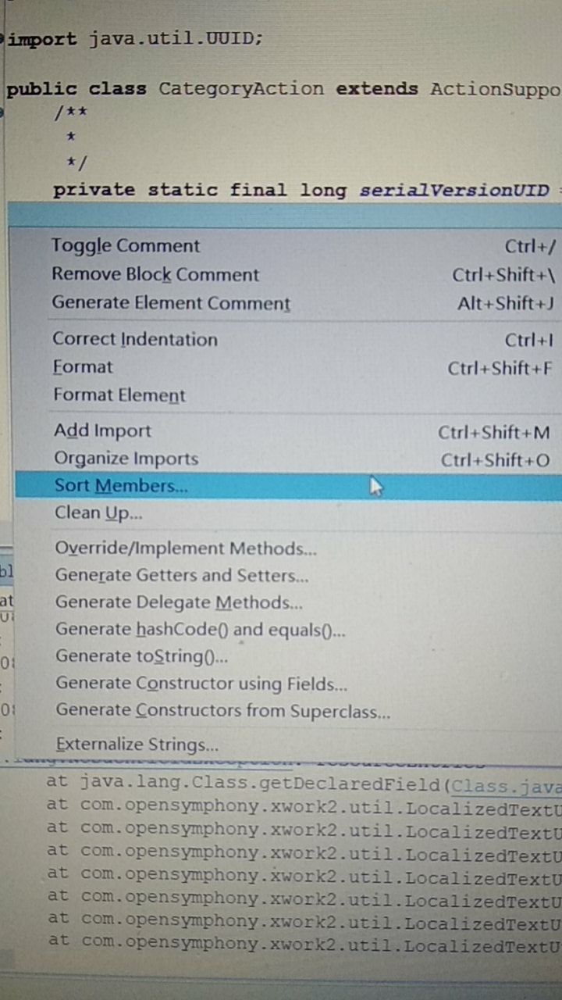 import java.util.UUID;
public class CategoryAction extends ActionSuppo
/**
*
*/
private static final long serialVersionUID =
Toggle Comment Ctrl+/
Remove Block Comment Ctrl+Shift+\
Generate Element Comment Alt+Shift+J
Correct Indentation Ctrl+I
Format Ctrl+Shift+F
Format Element
Add Import Ctrl+Shift+M
Organize Imports Ctrl+Shift+O
Sort Members...
Clean Up...
Override/Implement Methods...
Generate Getters and Setters...
Generate Delegate Methods...
Generate hashCode() and equals()...
Generate toString()...
Generate Constructor using Fields...
Generate Constructors from Superclass...
Externalize Strings...
at java.lang.Class.getDeclaredField(Class.java
at com.opensymphony.xwork2.util.LocalizedTextU
at com.opensymphony.xwork2.util.LocalizedTextU
at com.opensymphony.xwork2.util.LocalizedTextU
at com.opensymphony.xwork2.util.LocalizedTextU
at com.opensymphony.xwork2.util.LocalizedTextU
at com.opensymphony.xwork2.util.LocalizedTextU
at com.opensymphony.xwork2.util.LocalizedTextU